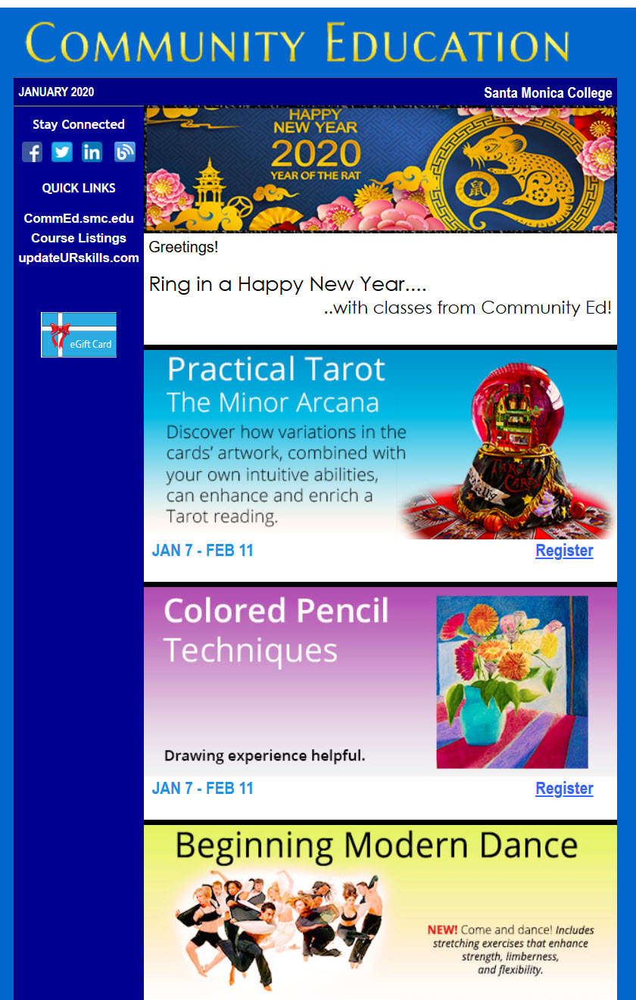 COMMUNITY EDUCATION
JANUARY 2020
Santa Monica College
Stay Connected
QUICK LINKS
CommEd.smc.edu
Course Listings
updateURskills.com
eGift Card
HAPPY
NEW YEAR
2020
YEAR OF THE RAT
鼠
Greetings!
Ring in a Happy New Year....
..with classes from Community Ed!
Practical Tarot
The Minor Arcana
Discover how variations in the
cards' artwork, combined with
your own intuitive abilities,
can enhance and enrich a
Tarot reading.
TAROT
CARDS
JAN 7 - FEB 11
Register
Colored Pencil
Techniques
Drawing experience helpful.
JAN 7 - FEB 11
Register
Beginning Modern Dance
NEW! Come and dance! Includes
stretching exercises that enhance
strength, limberness,
and flexibility.